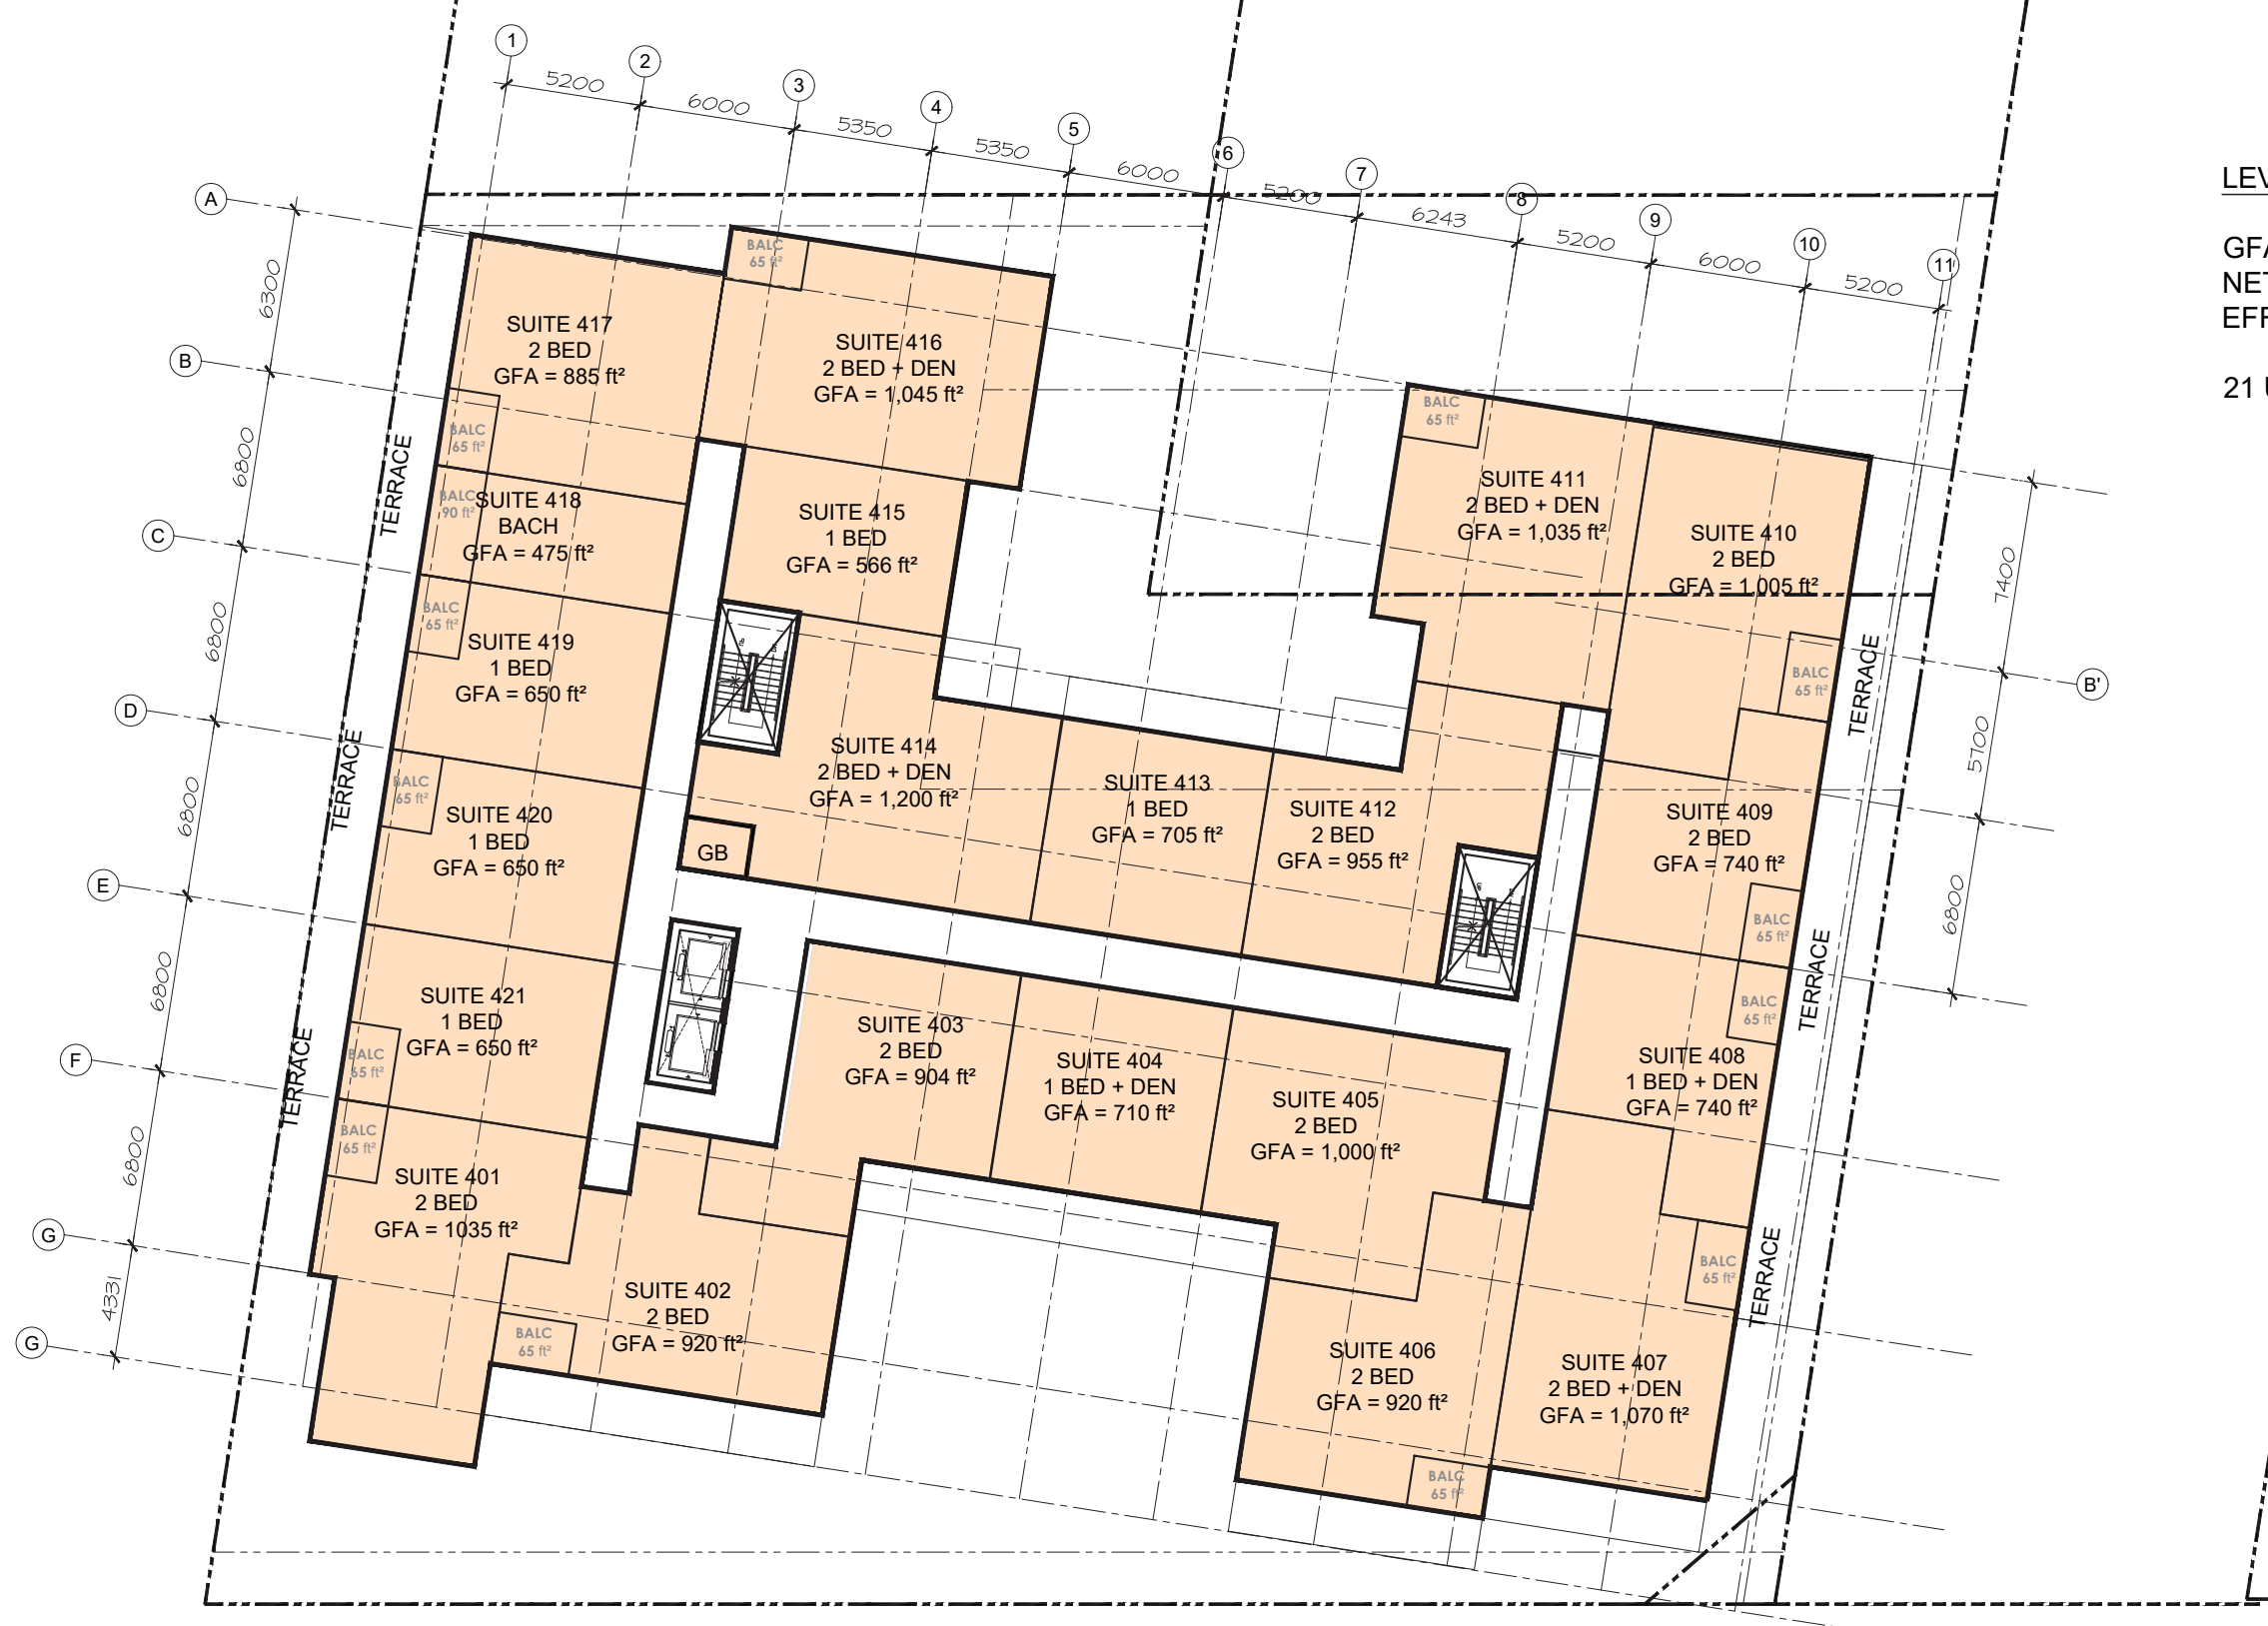 1
2
3
4
5
6
7
8
9
10
11
5200
6000
5350
5350
6000
5200
6243
5200
6000
5200
A
B
C
D
E
F
G
G
B'
6300
6800
6800
6800
6800
6800
4331
7400
5700
6800
LEV
GFA
NET
EFF
21 U
BALC
65 ft²
SUITE 417
2 BED
GFA = 885 ft²
SUITE 416
2 BED + DEN
GFA = 1,045 ft²
BALC
65 ft²
BALC
65 ft²
SUITE 411
2 BED + DEN
GFA = 1,035 ft²
SUITE 410
2 BED
GFA = 1,005 ft²
TERRACE
BALC
90 ft²
SUITE 418
BACH
GFA = 475 ft²
SUITE 415
1 BED
GFA = 566 ft²
BALC
65 ft²
SUITE 419
1 BED
GFA = 650 ft²
BALC
65 ft²
TERRACE
TERRACE
BALC
65 ft²
SUITE 420
1 BED
GFA = 650 ft²
SUITE 414
2 BED + DEN
GFA = 1,200 ft²
SUITE 413
1 BED
GFA = 705 ft²
SUITE 412
2 BED
GFA = 955 ft²
SUITE 409
2 BED
GFA = 740 ft²
GB
BALC
65 ft²
BALC
65 ft²
TERRACE
SUITE 421
1 BED
GFA = 650 ft²
BALC
65 ft²
SUITE 403
2 BED
GFA = 904 ft²
SUITE 404
1 BED + DEN
GFA = 710 ft²
SUITE 405
2 BED
GFA = 1,000 ft²
SUITE 408
1 BED + DEN
GFA = 740 ft²
TERRACE
BALC
65 ft²
SUITE 401
2 BED
GFA = 1035 ft²
BALC
65 ft²
TERRACE
SUITE 402
2 BED
GFA = 920 ft²
BALC
65 ft²
SUITE 406
2 BED
GFA = 920 ft²
SUITE 407
2 BED + DEN
GFA = 1,070 ft²
BALC
65 ft²